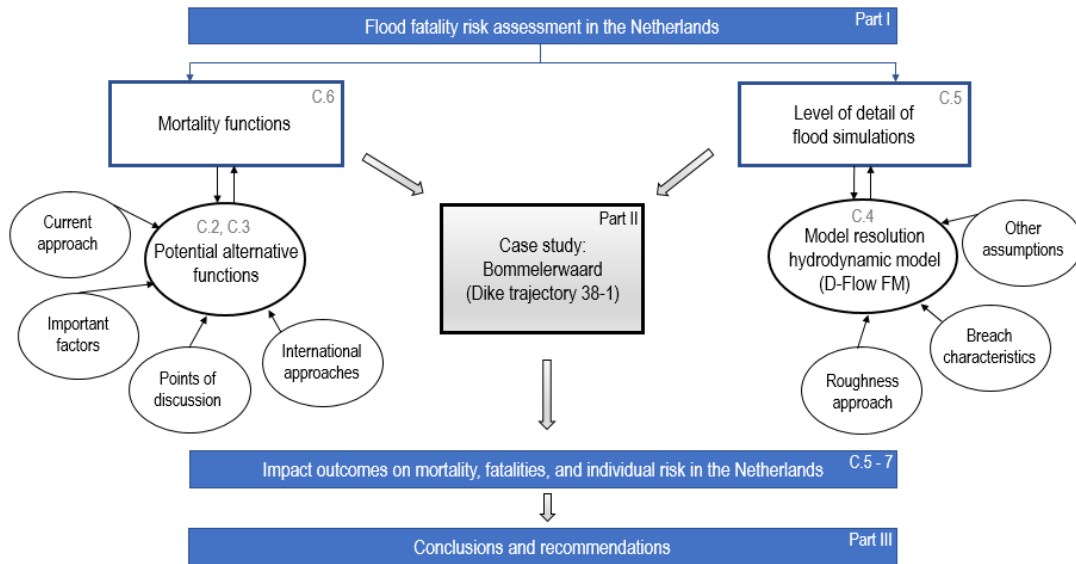 Flood fatality risk assessment in the Netherlands
Part I
C.6
Mortality functions
C.5
Level of detail of
flood simulations
Current
approach
C.2, C.3
Potential alternative
functions
Important
factors
Points of
discussion
International
approaches
Part II
Case study:
Bommelerwaard
(Dike trajectory 38-1)
C.4
Model resolution
hydrodynamic model
(D-Flow FM)
Other
assumptions
Breach
characteristics
Roughness
approach
Impact outcomes on mortality, fatalities, and individual risk in the Netherlands
C.5 - 7
Conclusions and recommendations
Part III